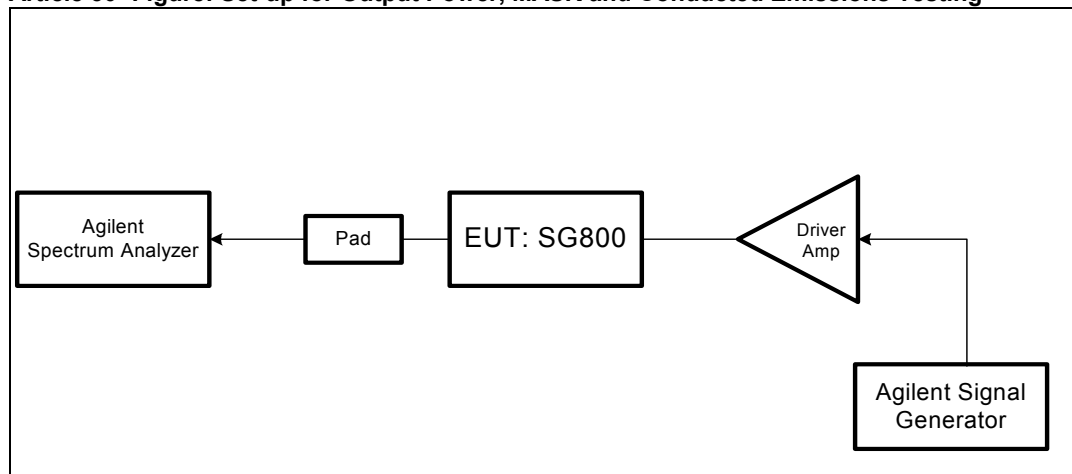 Agilent
Spectrum Analyzer
Pad
EUT: SG800
Driver
Amp
Agilent Signal
Generator